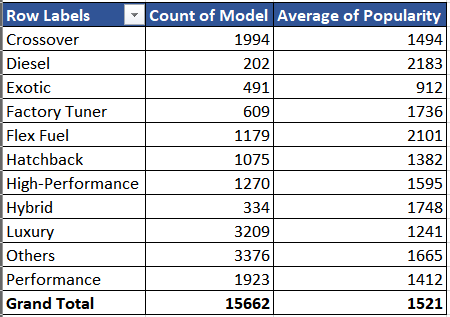 Row Labels Count of Model Average of Popularity
Crossover 1994 1494
Diesel 202 2183
Exotic 491 912
Factory Tuner 609 1736
Flex Fuel 1179 2101
Hatchback 1075 1382
High-Performance 1270 1595
Hybrid 334 1748
Luxury 3209 1241
Others 3376 1665
Performance 1923 1412
Grand Total 15662 1521